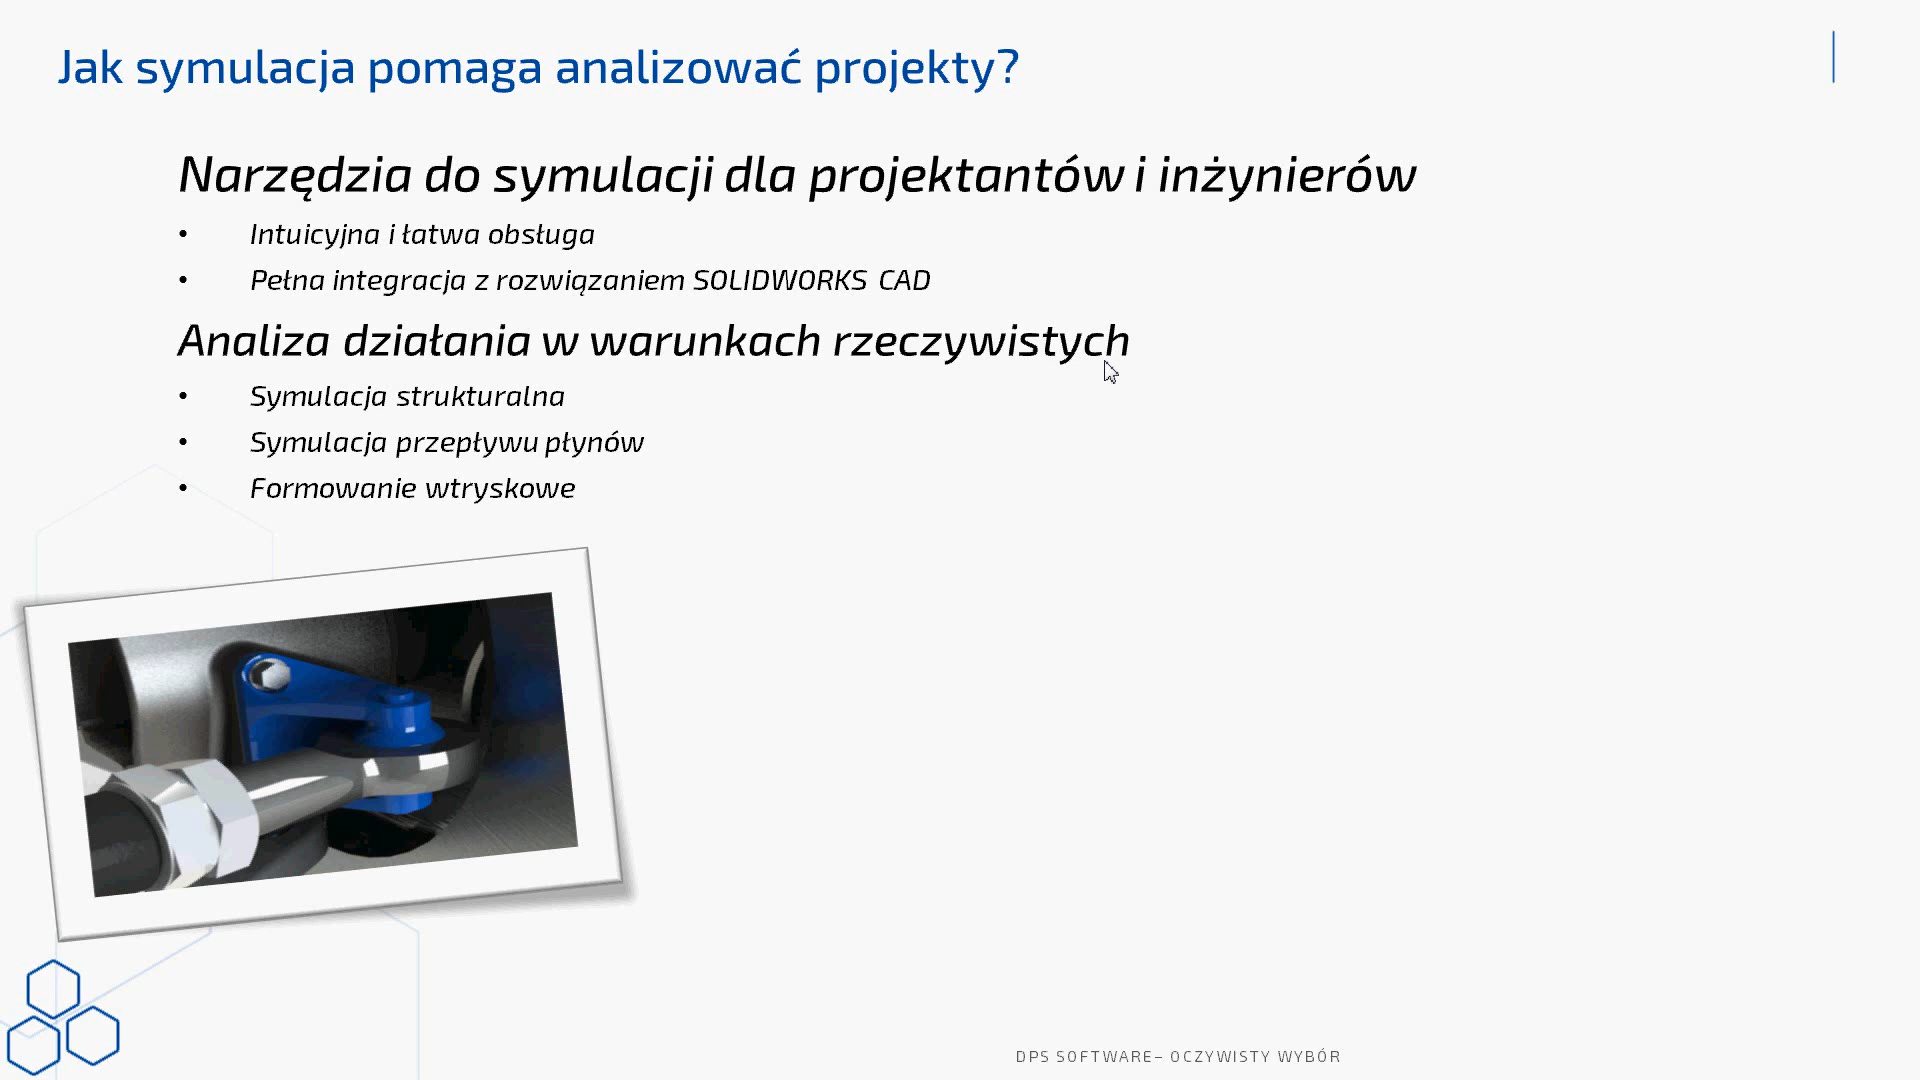 Jak symulacja pomaga analizować projekty?
Narzędzia do symulacji dla projektantów i inżynierów
• Intuicyjna i łatwa obsługa
• Pełna integracja z rozwiązaniem SOLIDWORKS CAD
Analiza działania w warunkach rzeczywistych
• Symulacja strukturalna
• Symulacja przepływu płynów
• Formowanie wtryskowe
DPS SOFTWARE– OCZYWISTY WYBÓR